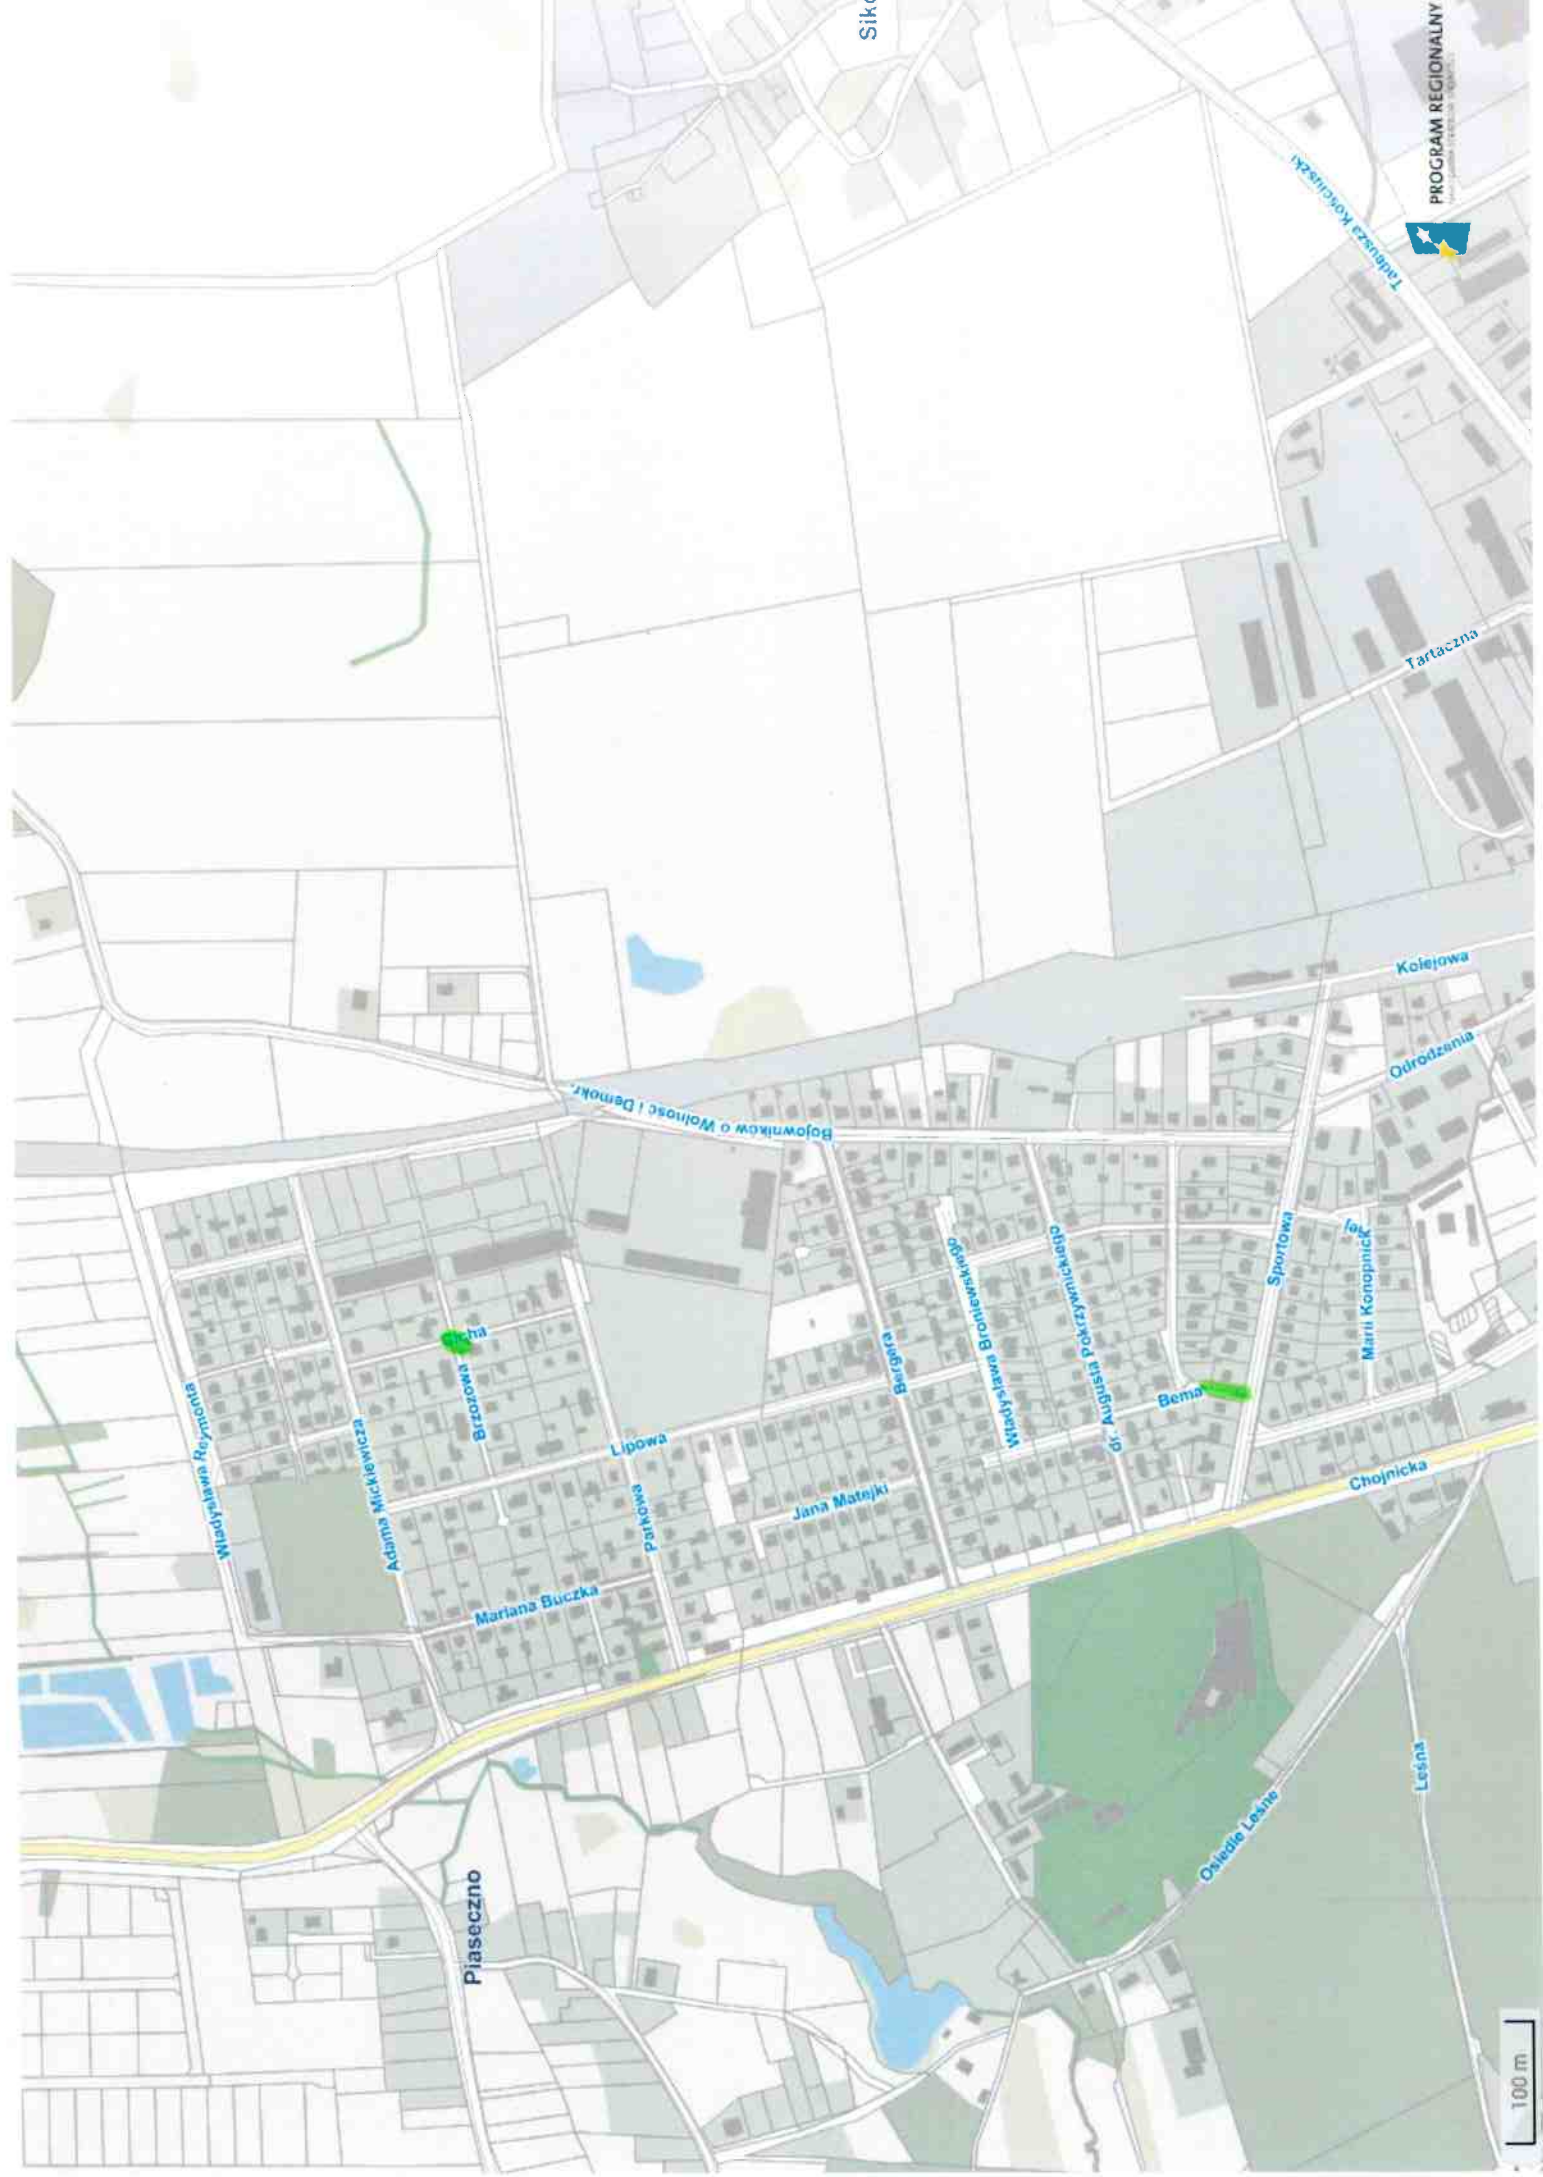 Piaseczno
Władysława Reymonta
Adama Mickiewicza
Brzozowa
Mariana Buczka
Parkowa
Lipowa
Jana Matejki
Bergera
Władysława Broniewskiego
dr. Augusta Pokrzywnickiego
Bema
Sportowa
Marii Konopnick
iej
Chojnicka
Osiedle Leśne
Leśna
Bojowników o Wolność i Demokr.
Kolejowa
Odrodzenia
Tartaczna
Tadeusza Kościuszki
PROGRAM REGIONALNY
100 m